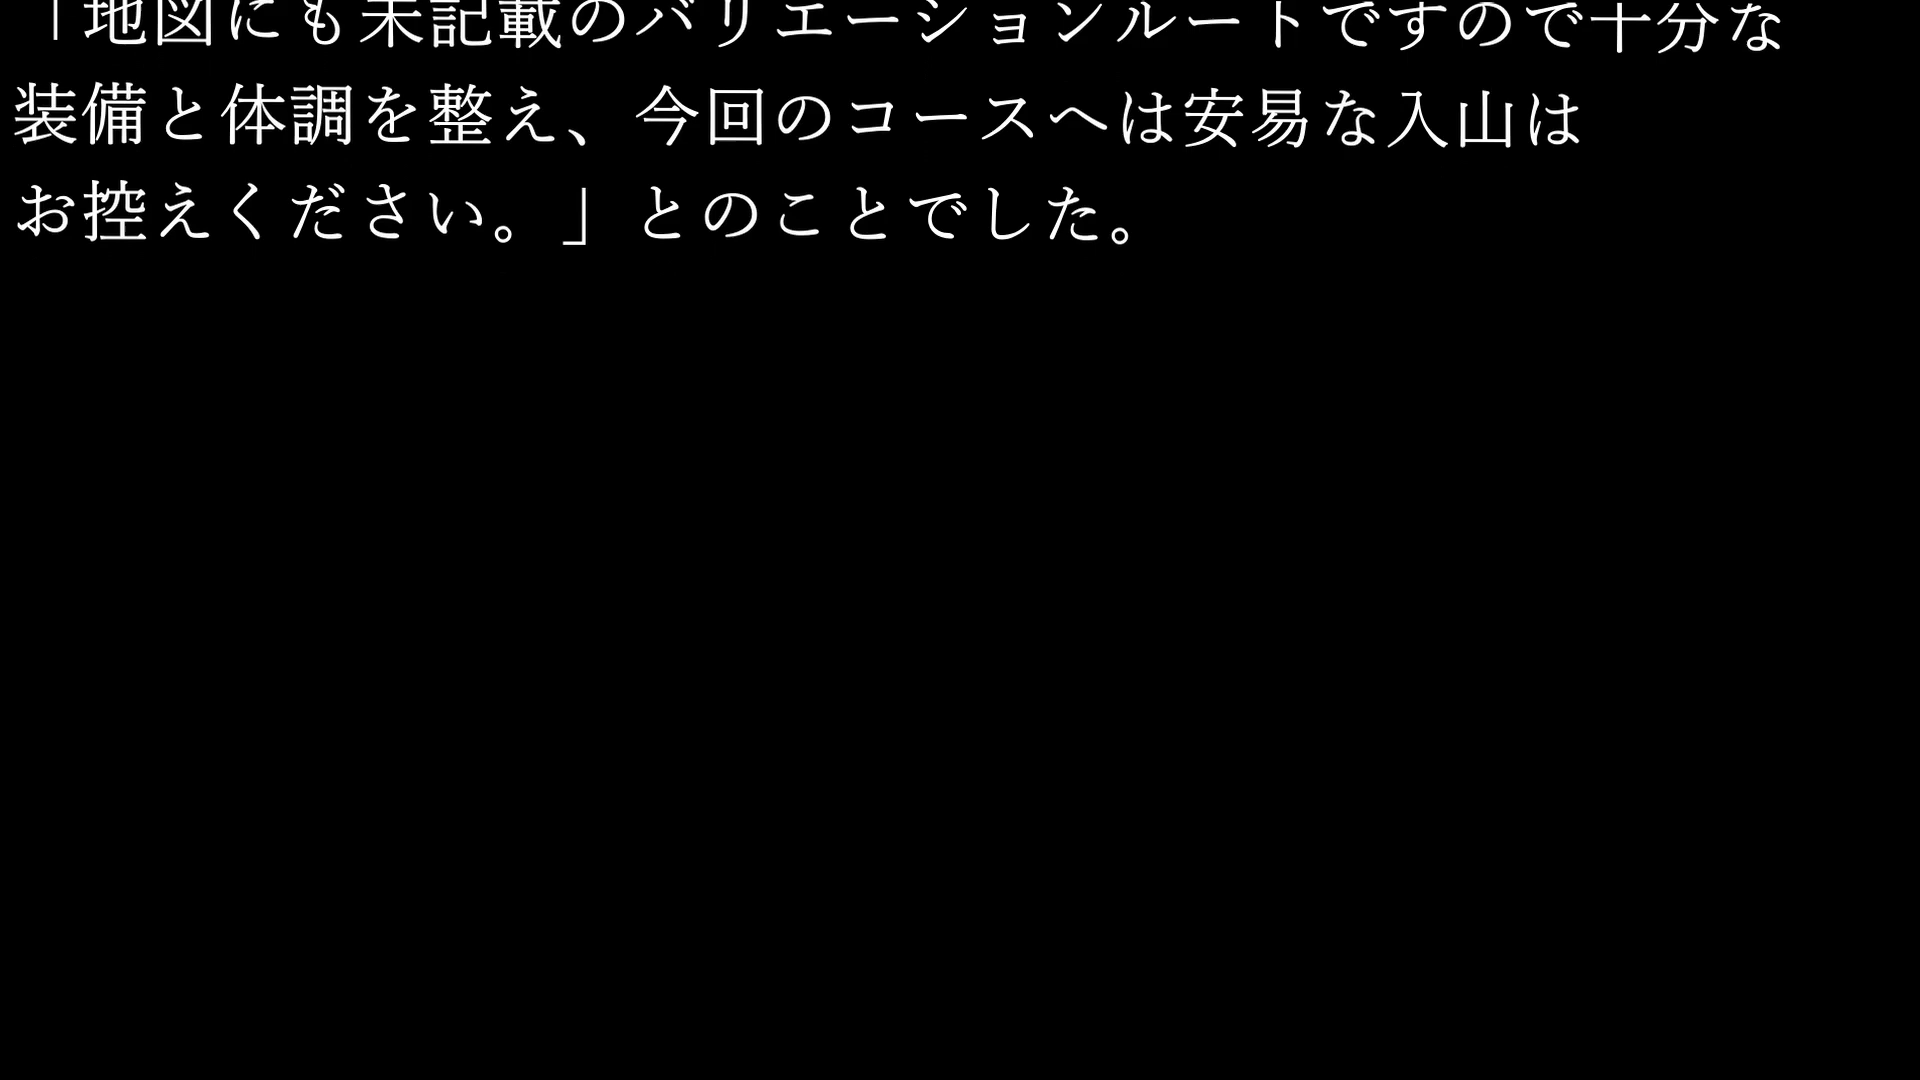 「地図にも未記載のバリエーションルートですので十分な
装備と体調を整え、今回のコースへは安易な入山は
お控えください。」とのことでした。